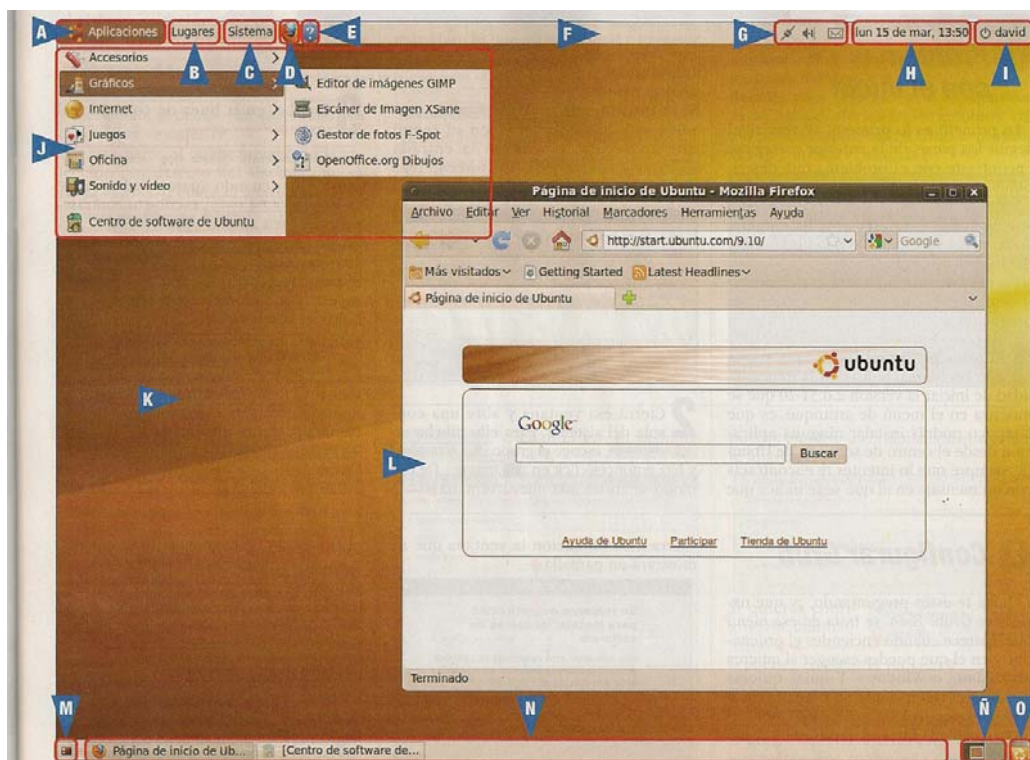 A Aplicaciones Lugares Sistema E F G lun 15 de mar, 13:50 david
B C D H I
Accesorios
Gráficos
Internet
Juegos
Oficina
Sonido y vídeo
Centro de software de Ubuntu
J
Editor de imágenes GIMP
Escáner de Imagen XSane
Gestor de fotos F-Spot
OpenOffice.org Dibujos
Página de inicio de Ubuntu - Mozilla Firefox
Archivo Editar Ver Historial Marcadores Herramientas Ayuda
http://start.ubuntu.com/9.10/ Google
Más visitados Getting Started Latest Headlines
Página de inicio de Ubuntu
ubuntu
K
Google
L
Buscar
Ayuda de Ubuntu Participar Tienda de Ubuntu
Terminado
M N Ñ O
Página de inicio de Ub... [Centro de software de...